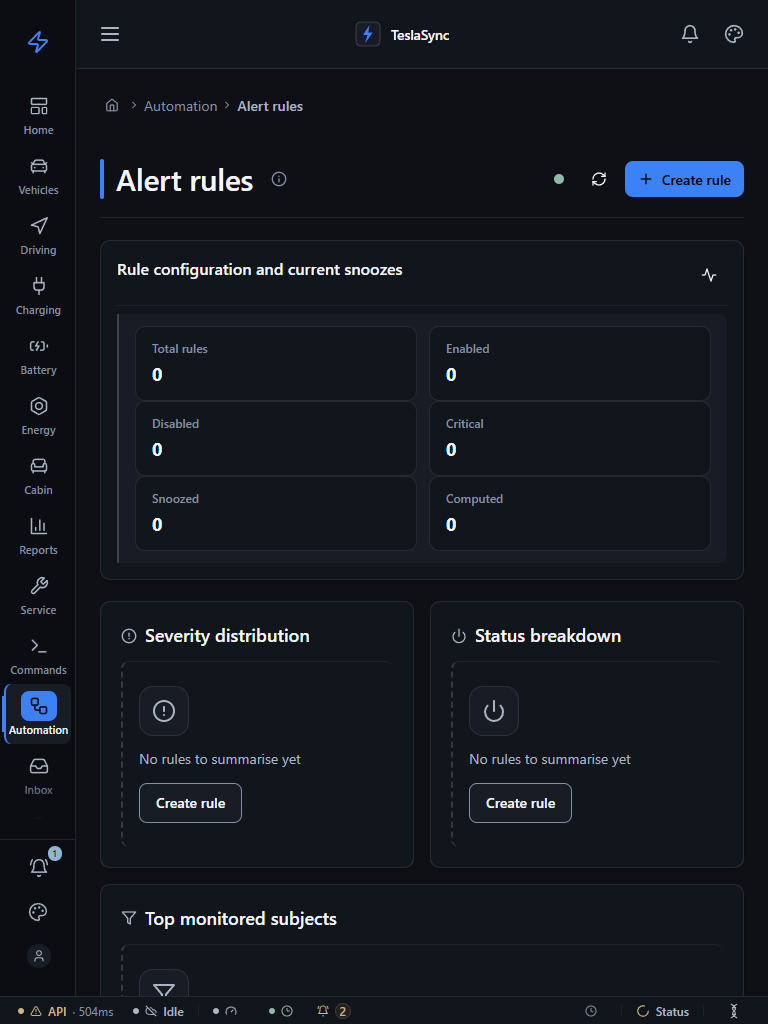 TeslaSync
Home
Vehicles
Driving
Charging
Battery
Energy
Cabin
Reports
Service
Commands
Automation
Inbox
1
Automation
Alert rules
Alert rules
Create rule
Rule configuration and current snoozes
Total rules
0
Enabled
0
Disabled
0
Critical
0
Snoozed
0
Computed
0
Severity distribution
No rules to summarise yet
Create rule
Status breakdown
No rules to summarise yet
Create rule
Top monitored subjects
API · 504ms
Idle
2
Status